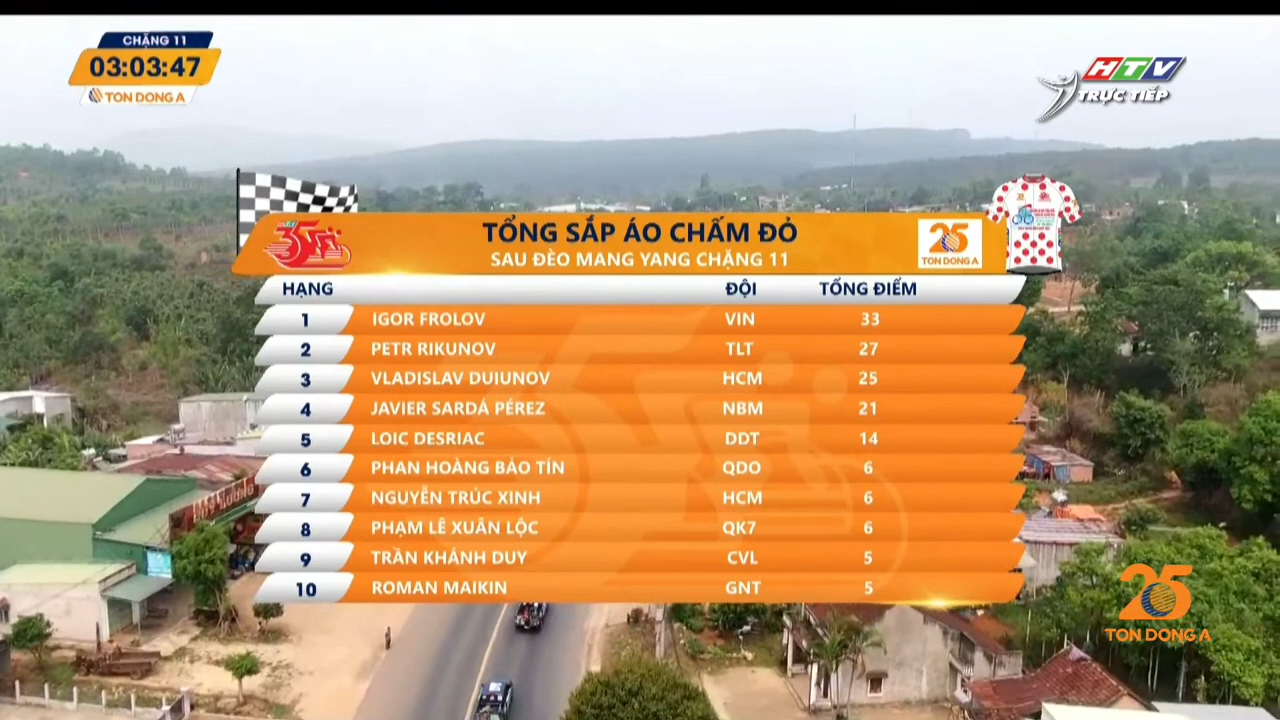 CHẶNG 11
03:03:47
TON DONG A
HTV
TRỰC TIẾP
TỔNG SẮP ÁO CHẤM ĐỎ
SAU ĐÈO MANG YANG CHẶNG 11
35
25
TON DONG A
HẠNG ĐỘI TỔNG ĐIỂM
1 IGOR FROLOV VIN 33
2 PETR RIKUNOV TLT 27
3 VLADISLAV DUIUNOV HCM 25
4 JAVIER SARDÁ PÉREZ NBM 21
5 LOIC DESRIAC DDT 14
6 PHAN HOÀNG BẢO TÍN QDO 6
7 NGUYỄN TRÚC XINH HCM 6
8 PHẠM LÊ XUÂN LỘC QK7 6
9 TRẦN KHÁNH DUY CVL 5
10 ROMAN MAIKIN GNT 5
25
TON DONG A